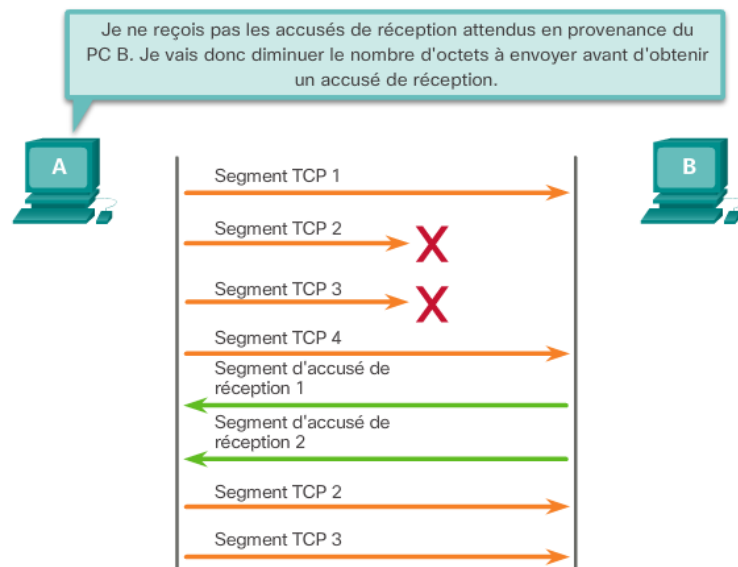 Je ne reçois pas les accusés de réception attendus en provenance du
PC B. Je vais donc diminuer le nombre d'octets à envoyer avant d'obtenir
un accusé de réception.
A
B
Segment TCP 1
Segment TCP 2
X
Segment TCP 3
X
Segment TCP 4
Segment d'accusé de
réception 1
Segment d'accusé de
réception 2
Segment TCP 2
Segment TCP 3